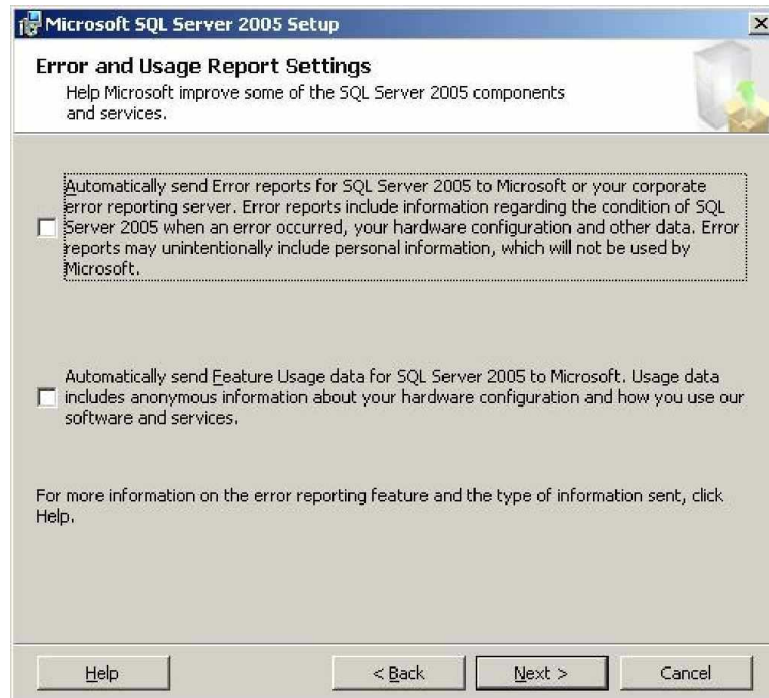 Microsoft SQL Server 2005 Setup
Error and Usage Report Settings
Help Microsoft improve some of the SQL Server 2005 components
and services.
Automatically send Error reports for SQL Server 2005 to Microsoft or your corporate
error reporting server. Error reports include information regarding the condition of SQL
Server 2005 when an error occurred, your hardware configuration and other data. Error
reports may unintentionally include personal information, which will not be used by
Microsoft.
Automatically send Feature Usage data for SQL Server 2005 to Microsoft. Usage data
includes anonymous information about your hardware configuration and how you use our
software and services.
For more information on the error reporting feature and the type of information sent, click
Help.
Help < Back Next > Cancel